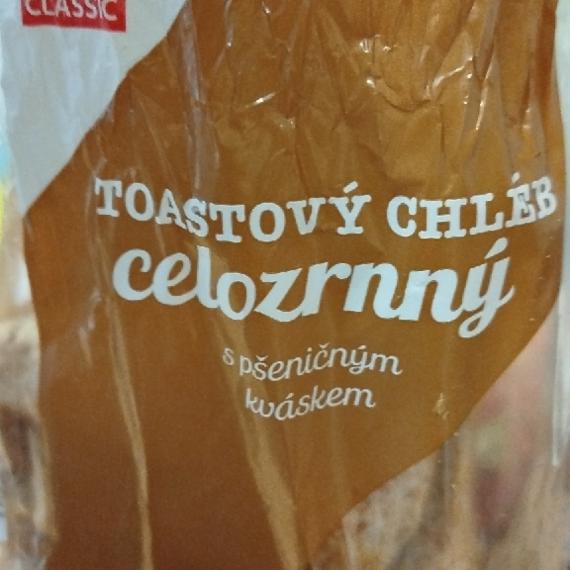 CLASSIC
TOASTOVÝ CHLÉB
celozrnný
s pšeničným
kváskem